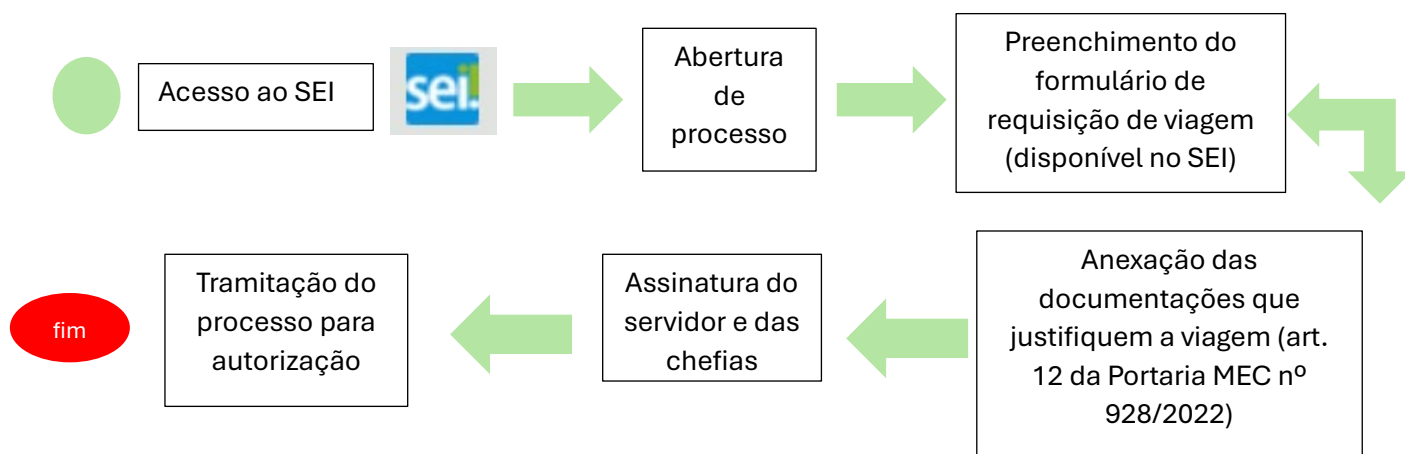 Acesso ao SEI
sei!
Abertura
de
processo
Preenchimento do
formulário de
requisição de viagem
(disponível no SEI)
Anexação das
documentações que
justifiquem a viagem (art.
12 da Portaria MEC nº
928/2022)
Assinatura do
servidor e das
chefias
Tramitação do
processo para
autorização
fim